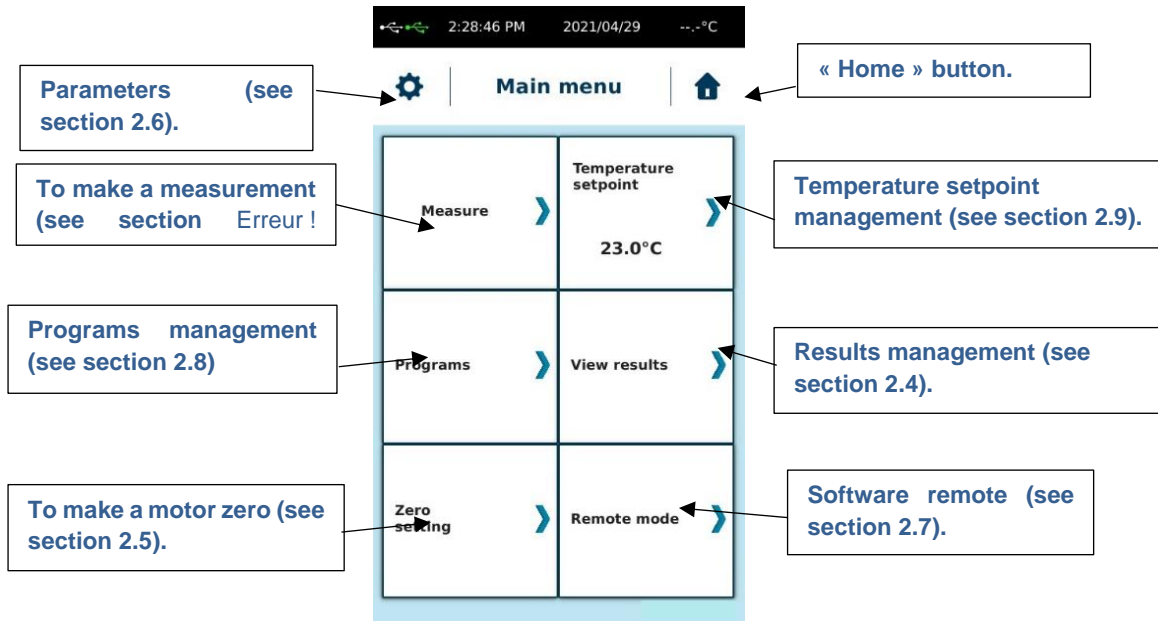 2:28:46 PM 2021/04/29 --.-°C
Main menu
« Home » button.
Parameters (see
section 2.6).
To make a measurement
(see section Erreur !
Measure
Temperature
setpoint
23.0°C
Temperature setpoint
management (see section 2.9).
Programs management
(see section 2.8)
Programs
View results
Results management (see
section 2.4).
To make a motor zero (see
section 2.5).
Zero
setting
Remote mode
Software remote (see
section 2.7).